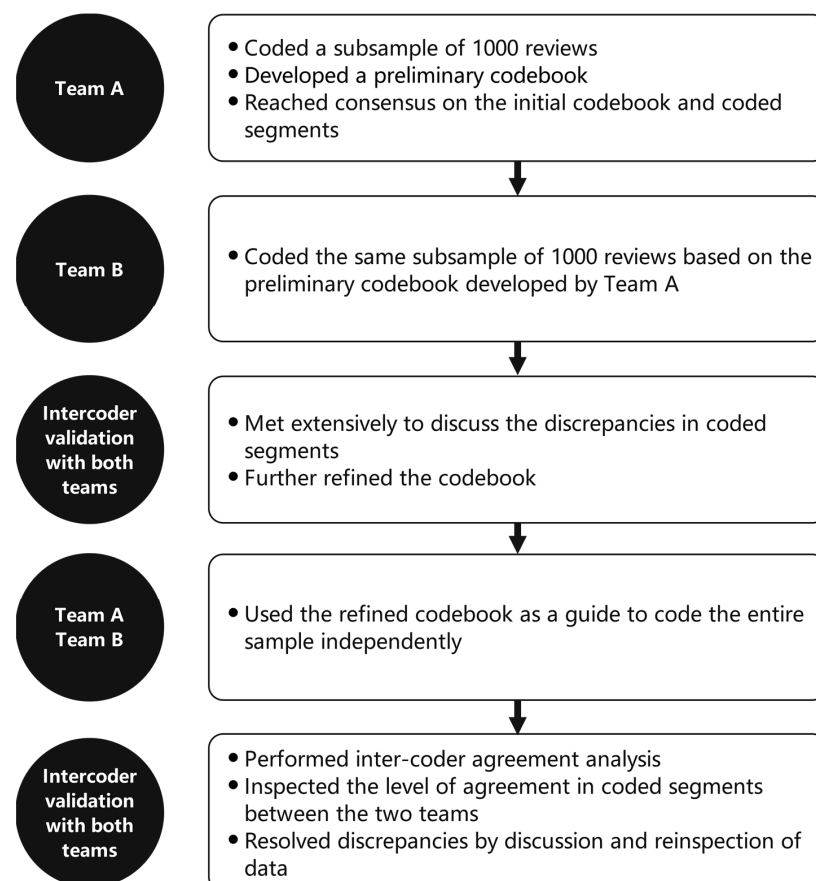 Team A
• Coded a subsample of 1000 reviews
• Developed a preliminary codebook
• Reached consensus on the initial codebook and coded
segments
Team B
• Coded the same subsample of 1000 reviews based on the
preliminary codebook developed by Team A
Intercoder
validation
with both
teams
• Met extensively to discuss the discrepancies in coded
segments
• Further refined the codebook
Team A
Team B
• Used the refined codebook as a guide to code the entire
sample independently
Intercoder
validation
with both
teams
• Performed inter-coder agreement analysis
• Inspected the level of agreement in coded segments
between the two teams
• Resolved discrepancies by discussion and reinspection of
data